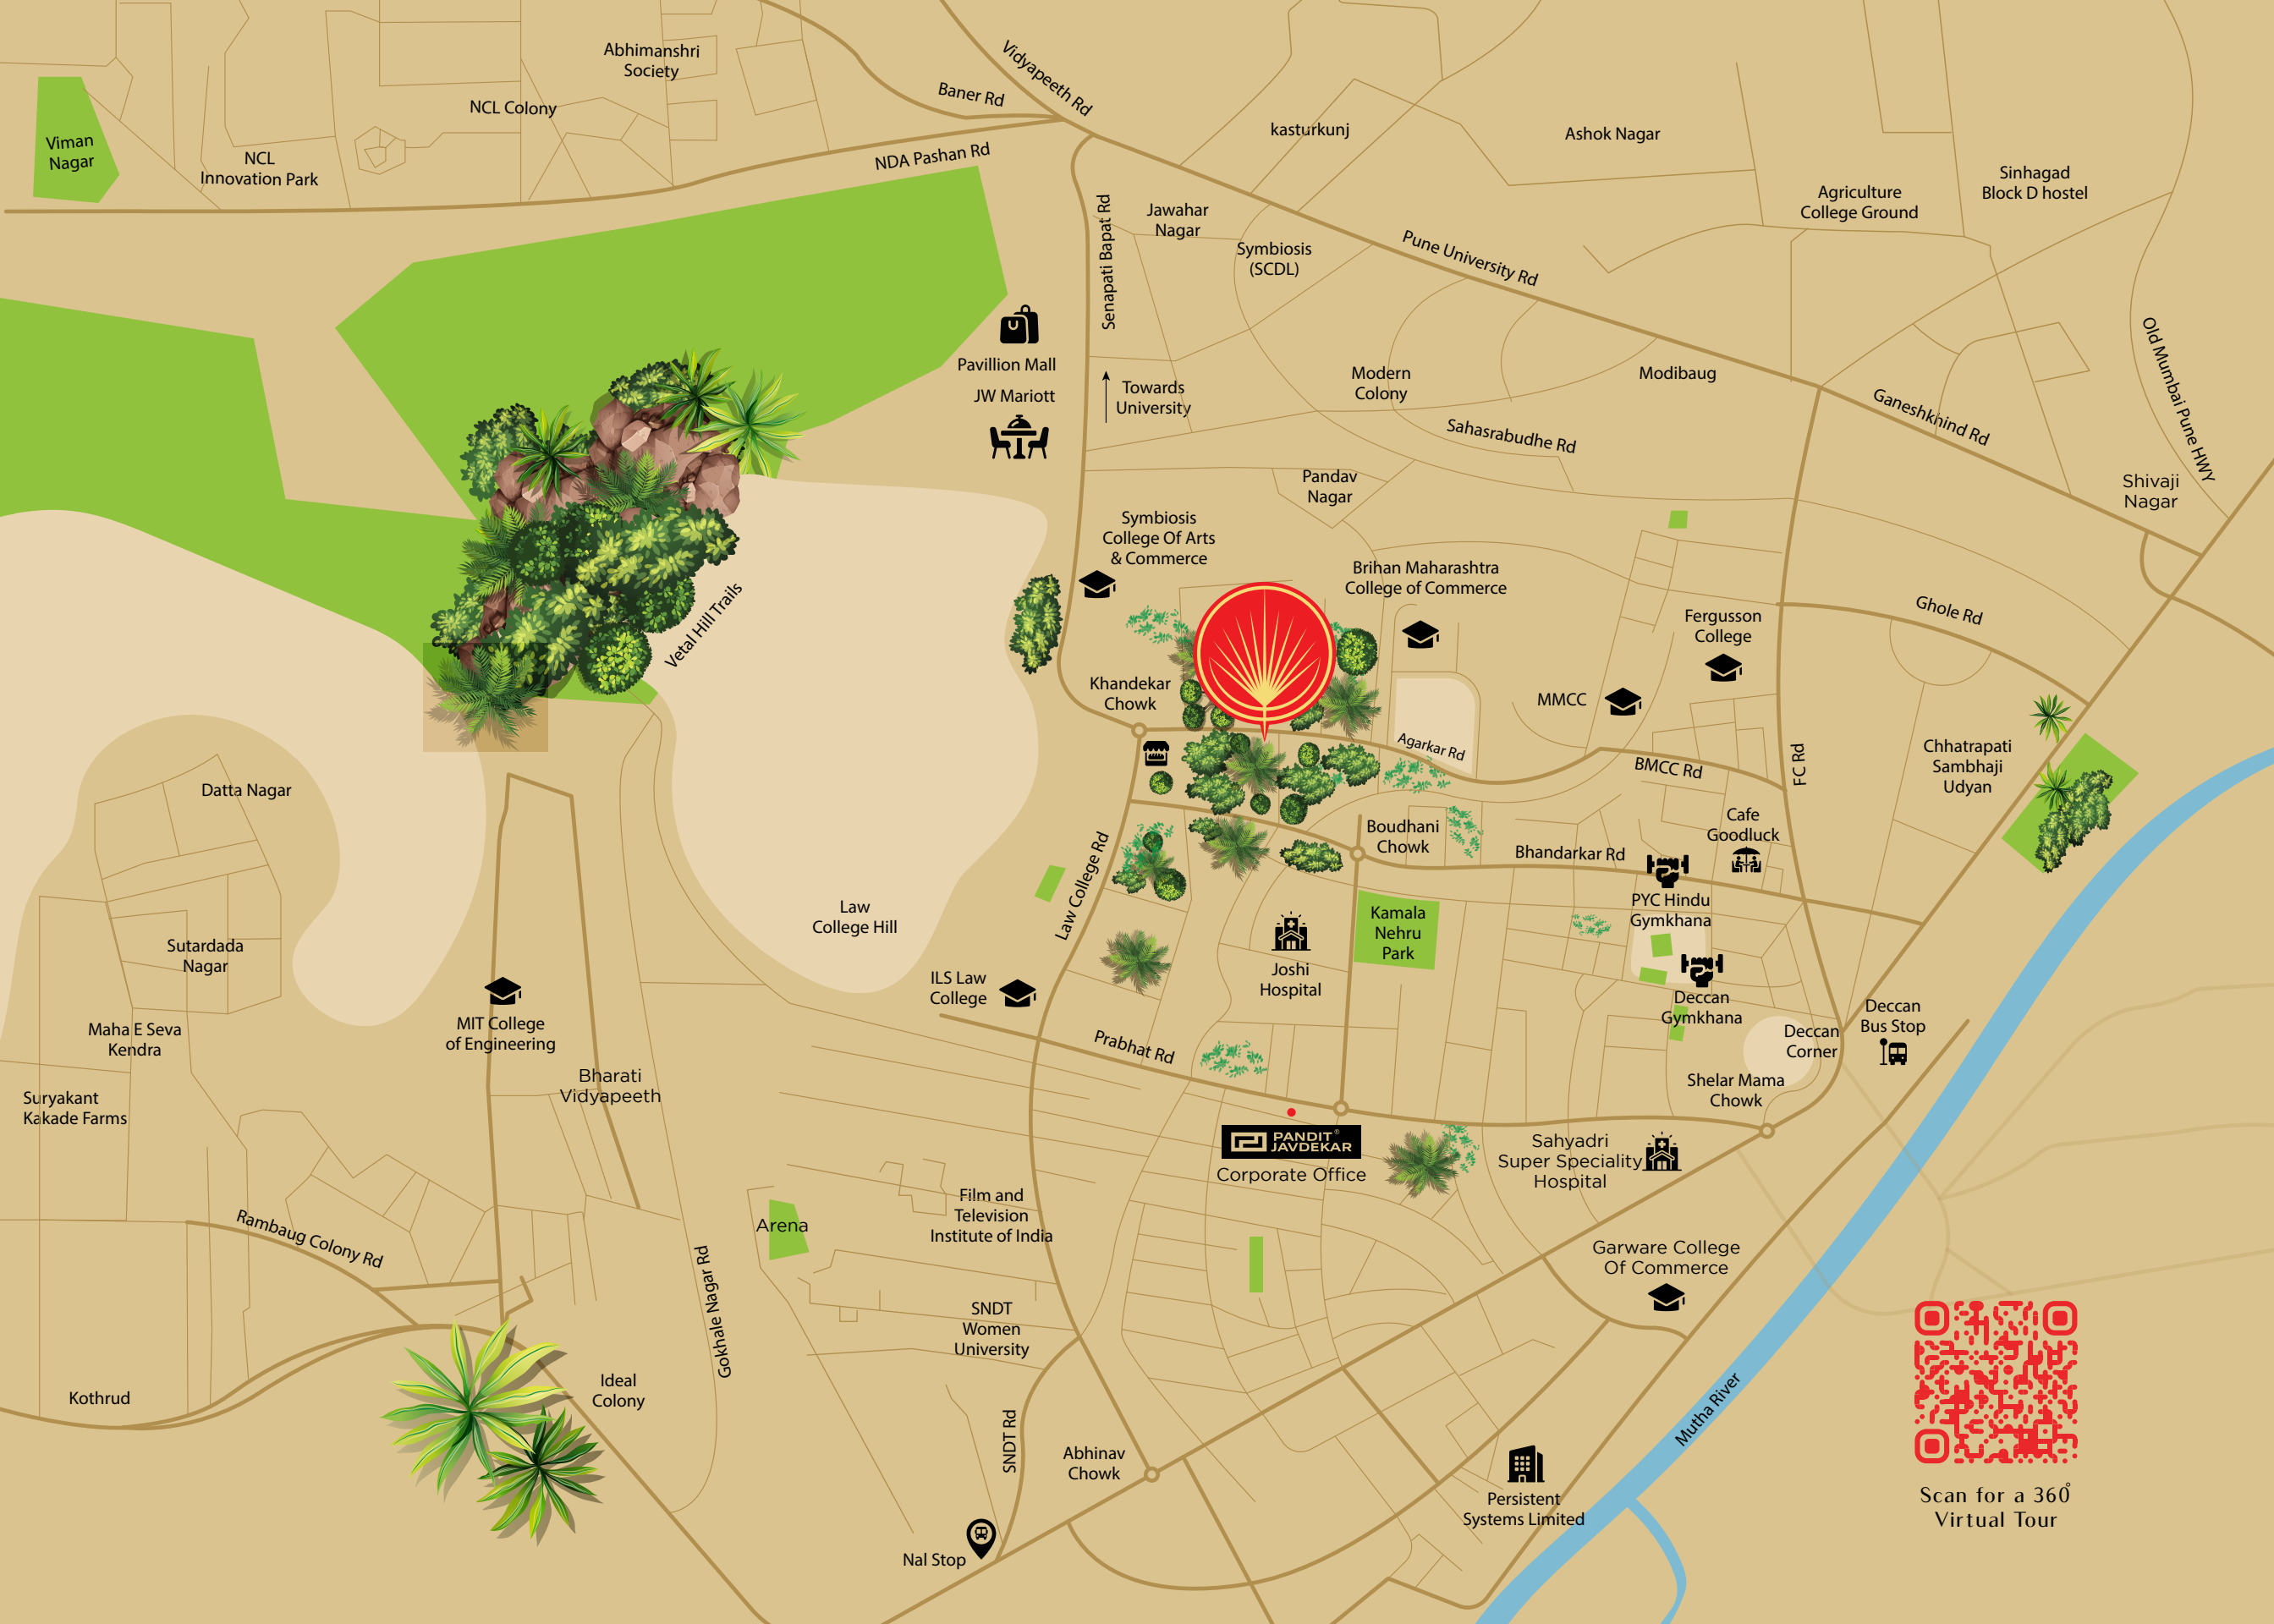 Abhimanshri
Society
Vidyapeeth Rd
Baner Rd
NCL Colony
Viman
Nagar
NCL
Innovation Park
NDA Pashan Rd
kasturkunj
Ashok Nagar
Sinhagad
Block D hostel
Agriculture
College Ground
Senapati Bapat Rd
Jawahar
Nagar
Symbiosis
(SCDL)
Pune University Rd
Pavillion Mall
JW Mariott
Towards
University
Modern
Colony
Modibaug
Ganeshkhind Rd
Old Mumbai Pune HWY
Sahasrabudhe Rd
Pandav
Nagar
Shivaji
Nagar
Symbiosis
College Of Arts
& Commerce
Brihan Maharashtra
College of Commerce
Vetal Hill Trails
Fergusson
College
Ghole Rd
Khandekar
Chowk
MMCC
Agarkar Rd
BMCC Rd
FC Rd
Chhatrapati
Sambhaji
Udyan
Datta Nagar
Cafe
Goodluck
Boudhani
Chowk
Bhandarkar Rd
Law College Rd
Law
College Hill
PYC Hindu
Gymkhana
Kamala
Nehru
Park
Sutardada
Nagar
Joshi
Hospital
ILS Law
College
MIT College
of Engineering
Maha E Seva
Kendra
Deccan
Gymkhana
Deccan
Bus Stop
Deccan
Corner
Prabhat Rd
Bharati
Vidyapeeth
Suryakant
Kakade Farms
Shelar Mama
Chowk
PANDIT®
JAVDEKAR
Corporate Office
Sahyadri
Super Speciality
Hospital
Film and
Television
Institute of India
Arena
Rambaug Colony Rd
Gokhale Nagar Rd
Garware College
Of Commerce
SNDT
Women
University
Ideal
Colony
Kothrud
SNDT Rd
Abhinav
Chowk
Mutha River
Persistent
Systems Limited
Nal Stop
Scan for a 360°
Virtual Tour